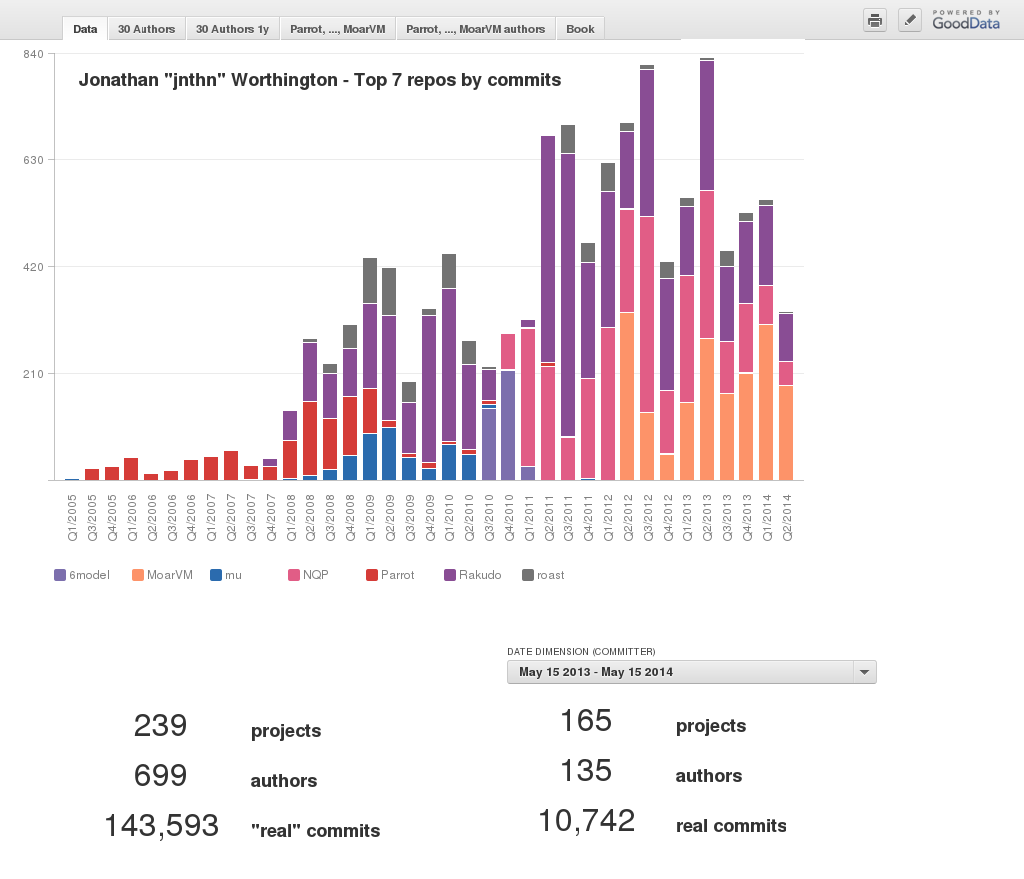 Data 30 Authors 30 Authors 1y Parrot, ..., MoarVM Parrot, ..., MoarVM authors Book
POWERED BY
GoodData
Jonathan "jnthn" Worthington - Top 7 repos by commits
840
630
420
210
Q1/2005 Q3/2005 Q4/2005 Q1/2006 Q2/2006 Q3/2006 Q4/2006 Q1/2007 Q2/2007 Q3/2007 Q4/2007 Q1/2008 Q2/2008 Q3/2008 Q4/2008 Q1/2009 Q2/2009 Q3/2009 Q4/2009 Q1/2010 Q2/2010 Q3/2010 Q4/2010 Q1/2011 Q2/2011 Q3/2011 Q4/2011 Q1/2012 Q2/2012 Q3/2012 Q4/2012 Q1/2013 Q2/2013 Q3/2013 Q4/2013 Q1/2014 Q2/2014
6model MoarVM mu NQP Parrot Rakudo roast
DATE DIMENSION (COMMITTER)
May 15 2013 - May 15 2014
239 projects
699 authors
143,593 "real" commits
165 projects
135 authors
10,742 real commits